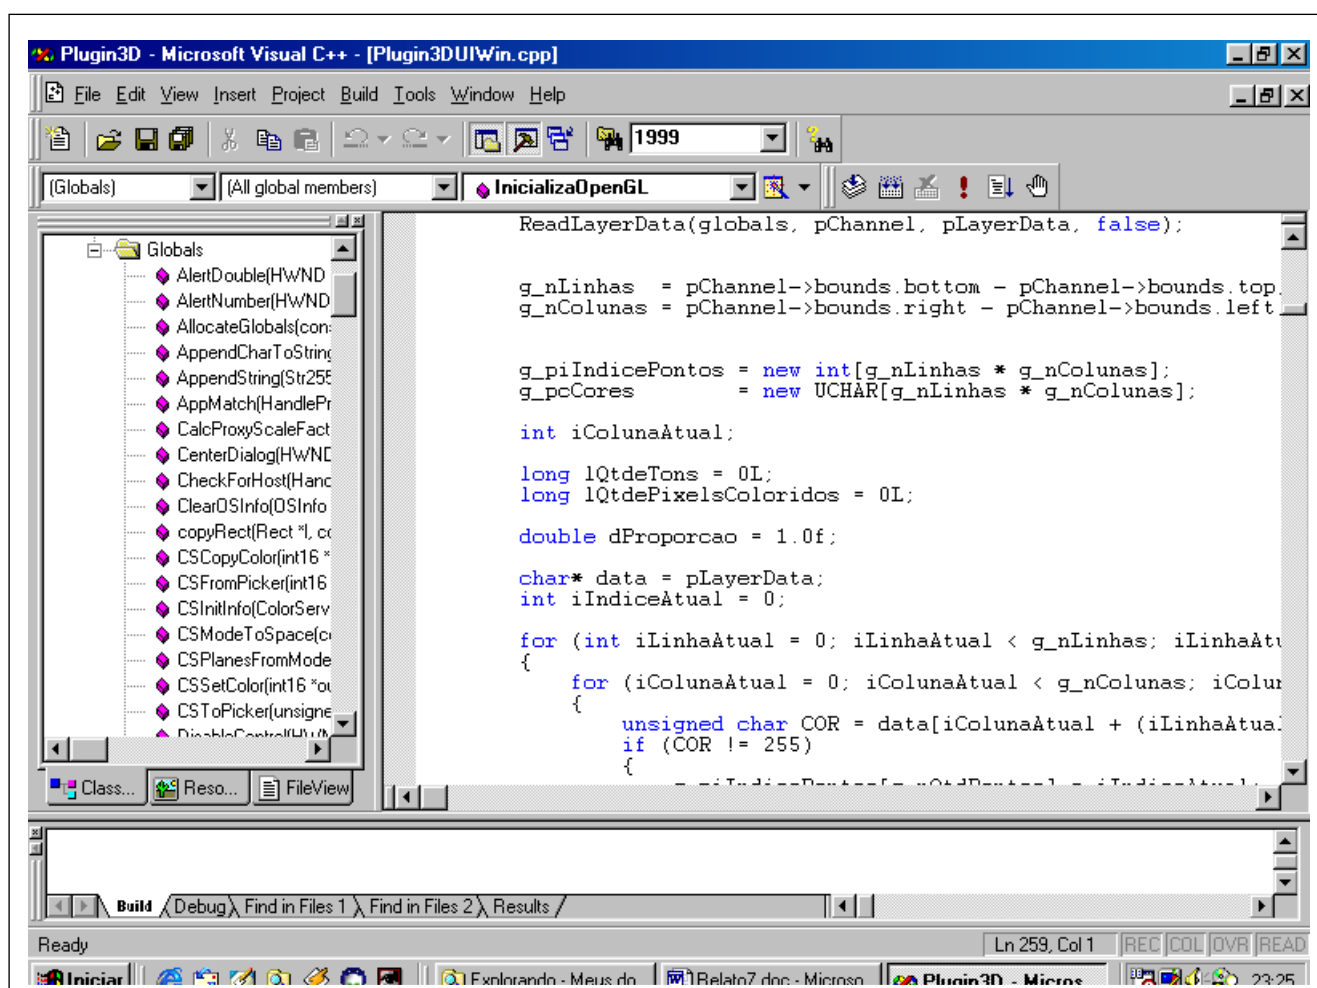 Plugin3D - Microsoft Visual C++ - [Plugin3DUIWin.cpp]
File Edit View Insert Project Build Tools Window Help
1999
(Globals) (All global members) InicializaOpenGL
Globals
AlertDouble(HWND
AlertNumber(HWND
AllocateGlobals(con
AppendCharToString
AppendString(Str255
AppMatch(HandlePr
CalcProxyScaleFact
CenterDialog(HWND
CheckForHost(Hand
ClearOSInfo(OSInfo
copyRect(Rect *l, co
CSCopyColor(int16 *
CSFromPicker(int16
CSInitInfo(ColorServ
CSModeToSpace(c
CSPlanesFromMode
CSSetColor(int16 *ou
CSToPicker(unsigne
Class... Reso... FileView
ReadLayerData(globals, pChannel, pLayerData, false);
g_nLinhas = pChannel->bounds.bottom - pChannel->bounds.top
g_nColunas = pChannel->bounds.right - pChannel->bounds.left
g_piIndicePontos = new int[g_nLinhas * g_nColunas];
g_pcCores = new UCHAR[g_nLinhas * g_nColunas];
int iColunaAtual;
long lQtdeTons = 0L;
long lQtdePixelsColoridos = 0L;
double dProporcao = 1.0f;
char* data = pLayerData;
int iIndiceAtual = 0;
for (int iLinhaAtual = 0; iLinhaAtual < g_nLinhas; iLinhaAtu
{
for (iColunaAtual = 0; iColunaAtual < g_nColunas; iColun
{
unsigned char COR = data[iColunaAtual + (iLinhaAtual
if (COR != 255)
{
Build Debug Find in Files 1 Find in Files 2 Results
Ready Ln 259, Col 1 REC COL OVR READ
Iniciar Explorando - Meus do Relato7.doc - Microso Plugin3D - Micros 23:25